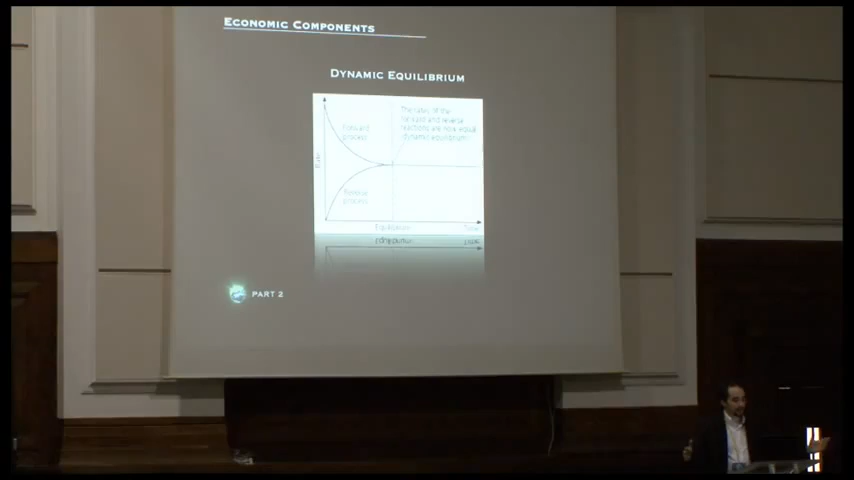 ECONOMIC COMPONENTS
DYNAMIC EQUILIBRIUM
The rates of the
forward and reverse
reactions are now equal
(dynamic equilibrium)
Forward
process
Rate
Reverse
process
Equilibrium
Time
PART 2